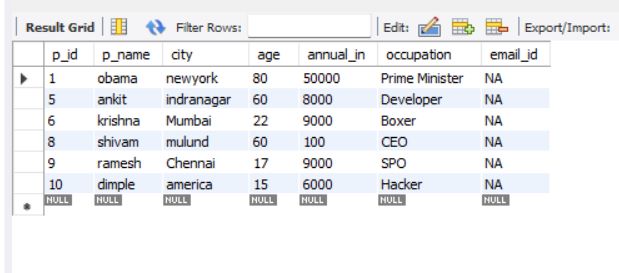 Result Grid Filter Rows: Edit: Export/Import:
p_id p_name city age annual_in occupation email_id
1 obama newyork 80 50000 Prime Minister NA
5 ankit indranagar 60 8000 Developer NA
6 krishna Mumbai 22 9000 Boxer NA
8 shivam mulund 60 100 CEO NA
9 ramesh Chennai 17 9000 SPO NA
10 dimple america 15 6000 Hacker NA
NULL NULL NULL NULL NULL NULL NULL